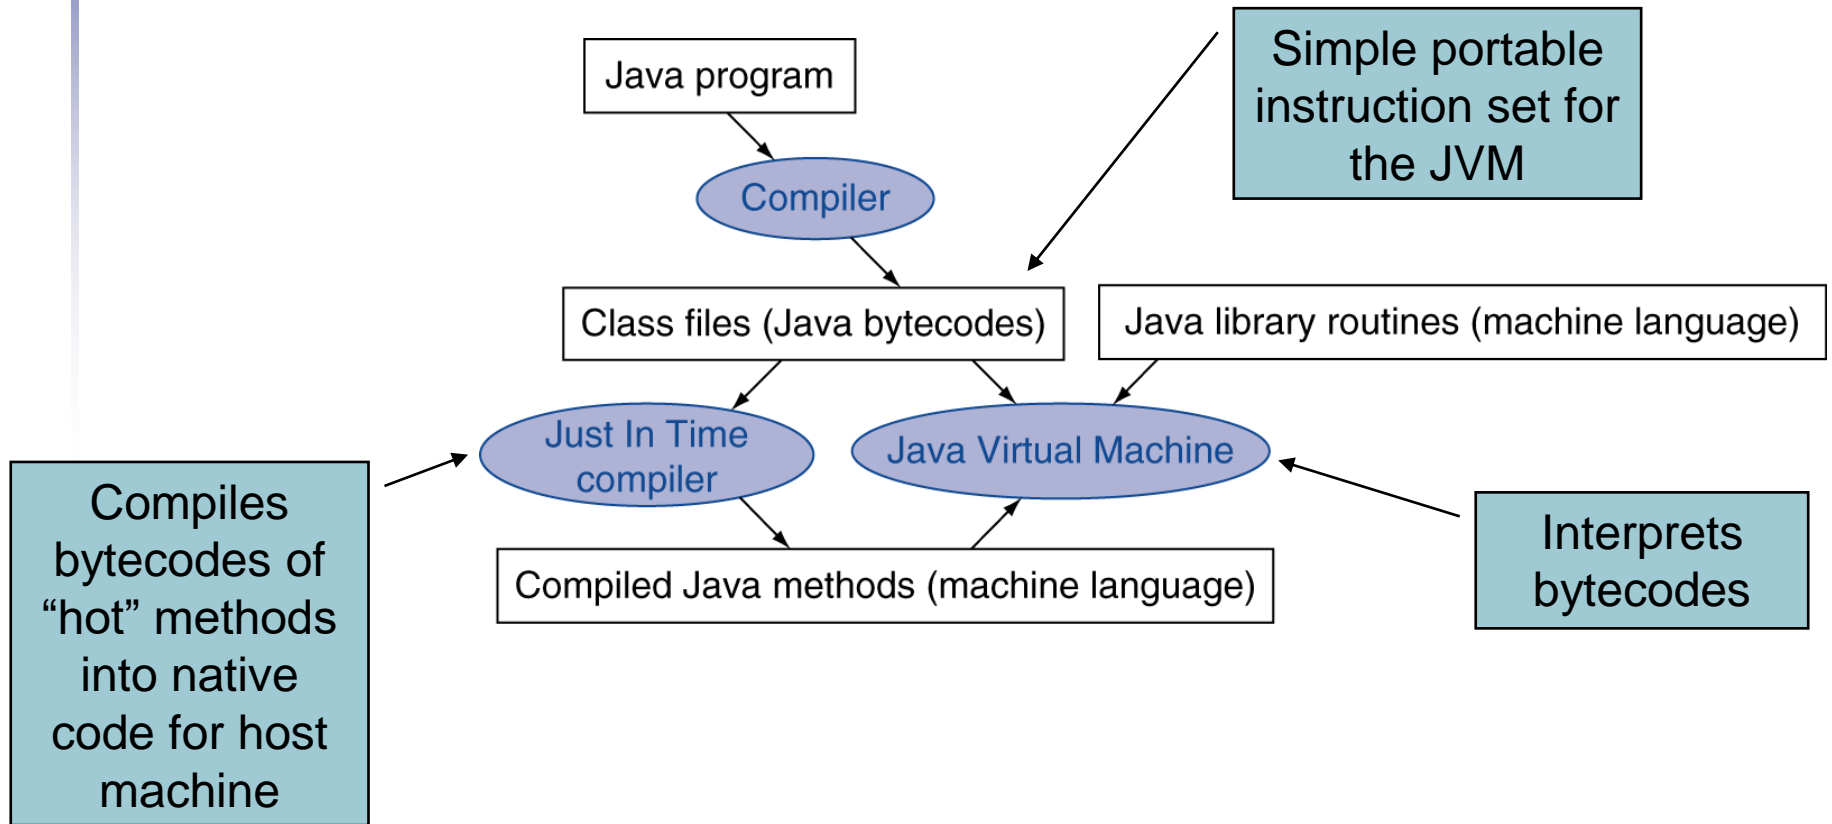 Java program
Simple portable
instruction set for
the JVM
Compiler
Class files (Java bytecodes)
Java library routines (machine language)
Just In Time
compiler
Java Virtual Machine
Compiles
bytecodes of
“hot” methods
into native
code for host
machine
Interprets
bytecodes
Compiled Java methods (machine language)